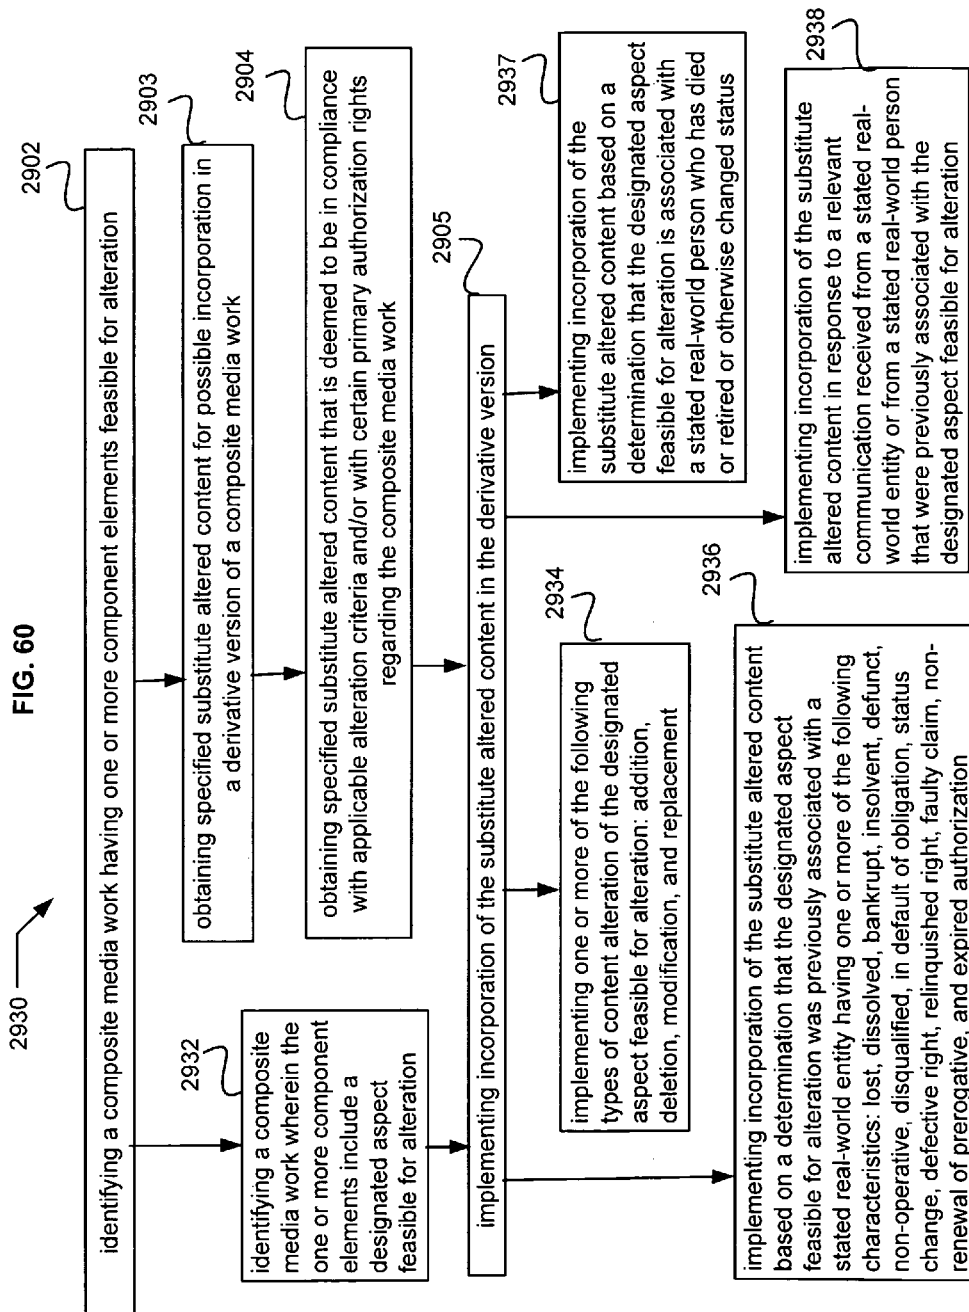 FIG. 60
2930
2902
identifying a composite media work having one or more component elements feasible for alteration
2903
obtaining specified substitute altered content for possible incorporation in
a derivative version of a composite media work
2932
identifying a composite
media work wherein the
one or more component
elements include a
designated aspect
feasible for alteration
2904
obtaining specified substitute altered content that is deemed to be in compliance
with applicable alteration criteria and/or with certain primary authorization rights
regarding the composite media work
2905
implementing incorporation of the substitute altered content in the derivative version
2934
implementing one or more of the following
types of content alteration of the designated
aspect feasible for alteration: addition,
deletion, modification, and replacement
2937
implementing incorporation of the
substitute altered content based on a
determination that the designated aspect
feasible for alteration is associated with
a stated real-world person who has died
or retired or otherwise changed status
2936
implementing incorporation of the substitute altered content
based on a determination that the designated aspect
feasible for alteration was previously associated with a
stated real-world entity having one or more of the following
characteristics: lost, dissolved, bankrupt, insolvent, defunct,
non-operative, disqualified, in default of obligation, status
change, defective right, relinquished right, faulty claim, non-
renewal of prerogative, and expired authorization
2938
implementing incorporation of the substitute
altered content in response to a relevant
communication received from a stated real-
world entity or from a stated real-world person
that were previously associated with the
designated aspect feasible for alteration